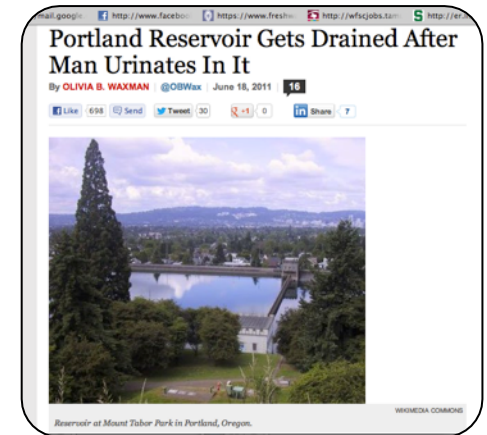 mail.google http://www.faceboo https://www.freshw http://wfscjobs.tam http://er.
Portland Reservoir Gets Drained After
Man Urinates In It
By OLIVIA B. WAXMAN | @OBWax | June 18, 2011 | 16
Like 698 Send Tweet 30 +1 0 Share 7
WIKIMEDIA COMMONS
Reservoir at Mount Tabor Park in Portland, Oregon.